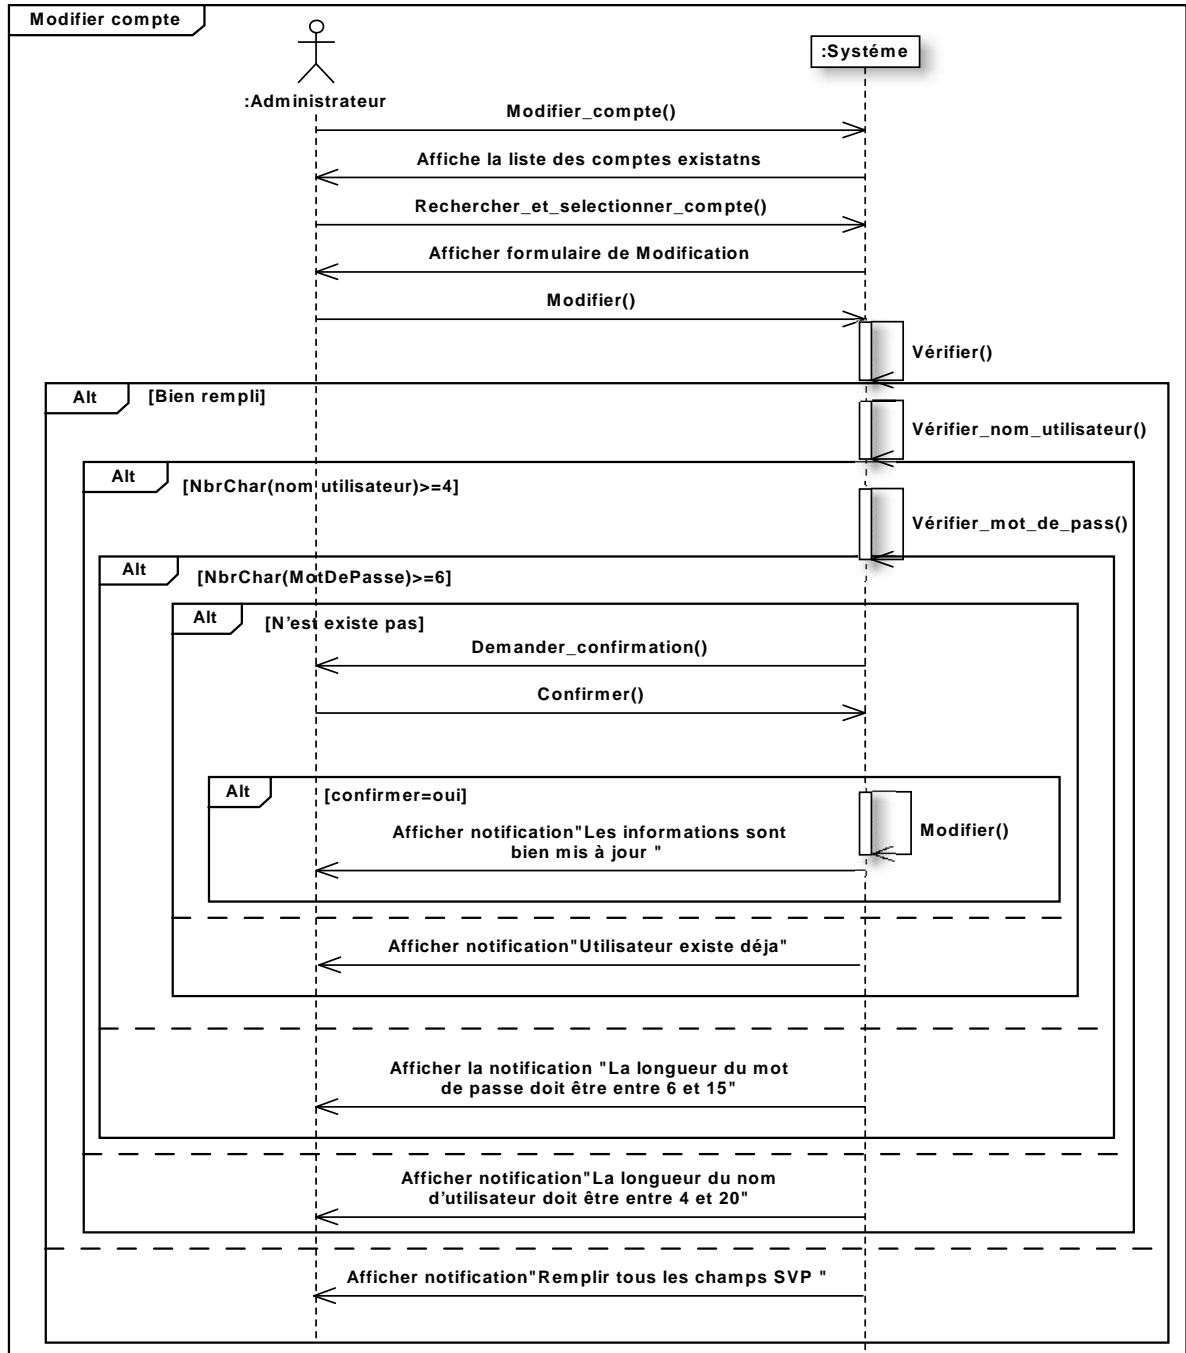 Modifier compte
:Systéme
:Administrateur
Modifier_compte()
Affiche la liste des comptes existatns
Rechercher_et_selectionner_compte()
Afficher formulaire de Modification
Modifier()
Vérifier()
Alt
[Bien rempli]
Vérifier_nom_utilisateur()
Alt
[NbrChar(nom utilisateur)>=4]
Vérifier_mot_de_pass()
Alt
[NbrChar(MotDePasse)>=6]
Alt
[N'est existe pas]
Demander_confirmation()
Confirmer()
Alt
[confirmer=oui]
Modifier()
Afficher notification"Les informations sont
bien mis à jour "
Afficher notification"Utilisateur existe déja"
Afficher la notification "La longueur du mot
de passe doit être entre 6 et 15"
Afficher notification"La longueur du nom
d'utilisateur doit être entre 4 et 20"
Afficher notification"Remplir tous les champs SVP "